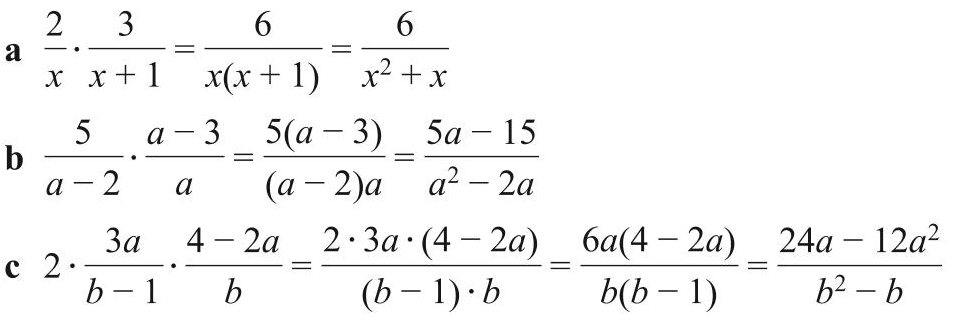 a 2/x · 3/(x + 1) = 6/(x(x + 1)) = 6/(x² + x)
b 5/(a − 2) · (a − 3)/a = 5(a − 3)/((a − 2)a) = (5a − 15)/(a² − 2a)
c 2 · 3a/(b − 1) · (4 − 2a)/b = (2 · 3a · (4 − 2a))/((b − 1) · b) = 6a(4 − 2a)/(b(b − 1)) = (24a − 12a²)/(b² − b)